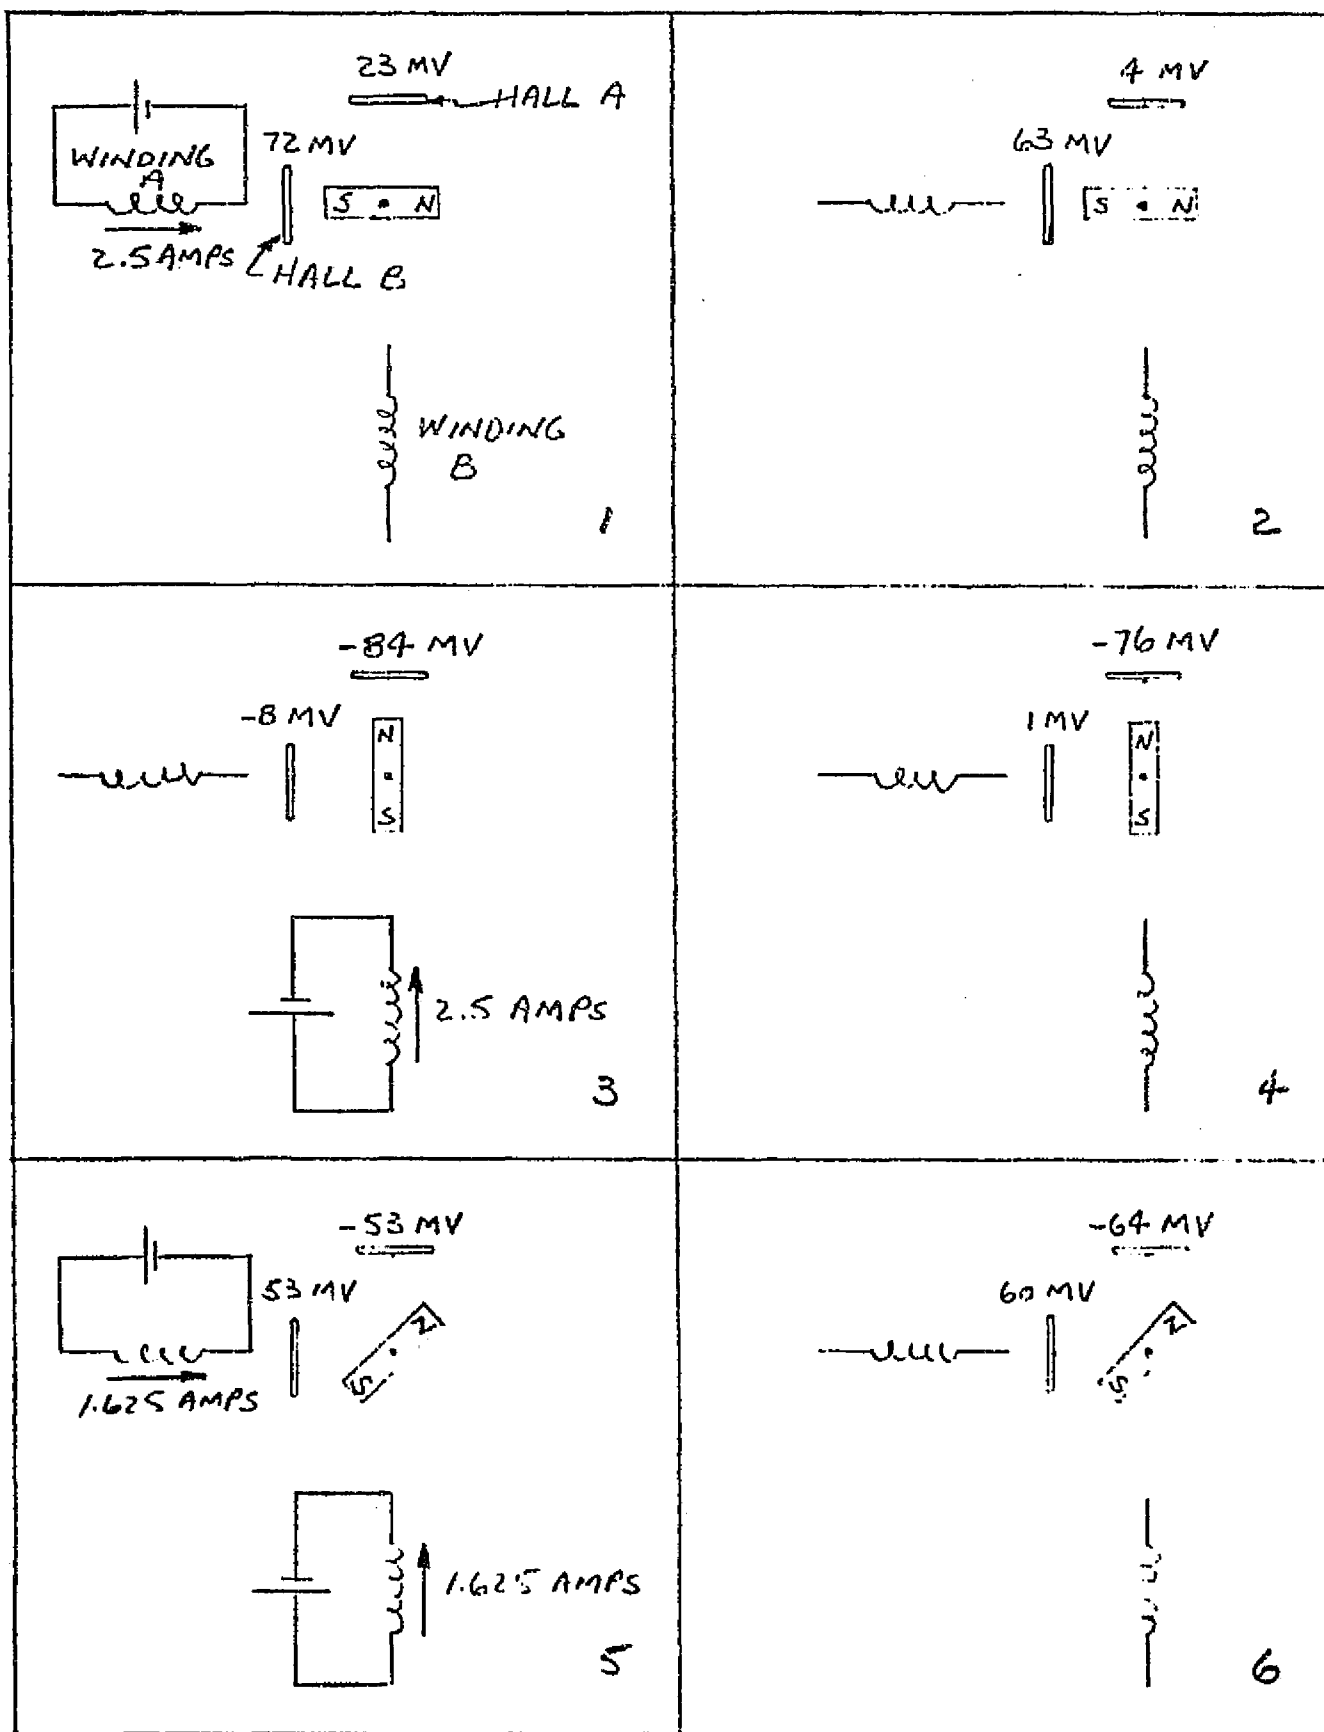 23 MV
HALL A
72 MV
WINDING
A
S N
2.5 AMPS
HALL B
WINDING
B
1
4 MV
63 MV
S N
2
-84 MV
-8 MV
N
S
2.5 AMPS
3
-76 MV
1 MV
N
S
4
-53 MV
53 MV
N
S
1.625 AMPS
1.625 AMPS
5
-64 MV
60 MV
N
S
6